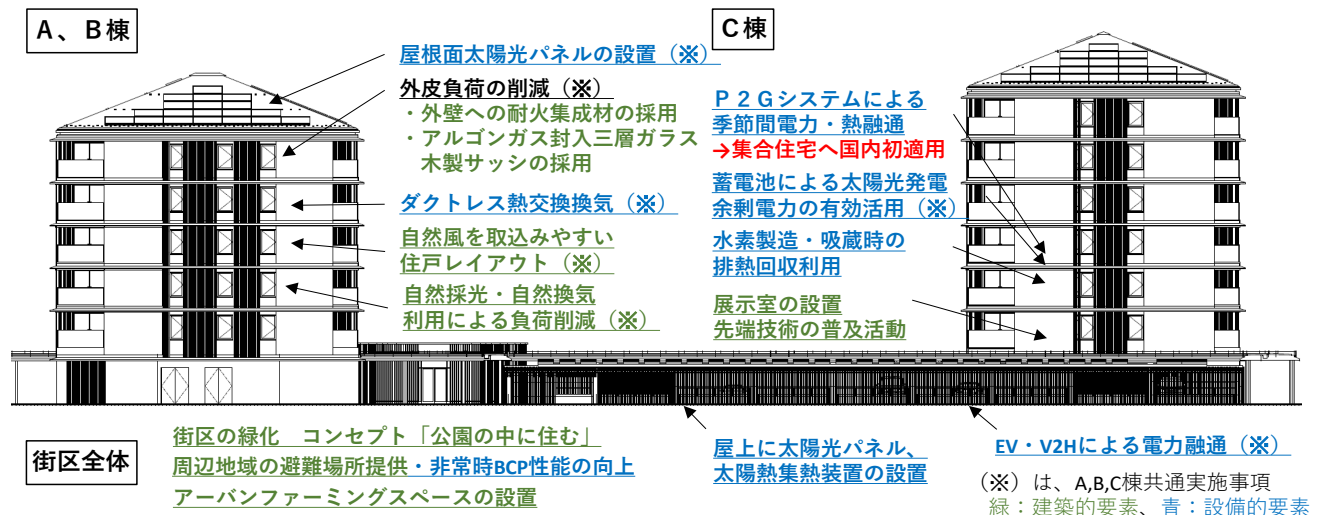 A、B棟
屋根面太陽光パネルの設置（※）
外皮負荷の削減（※）
・外壁への耐火集成材の採用
・アルゴンガス封入三層ガラス
木製サッシの採用
ダクトレス熱交換換気（※）
自然風を取込みやすい
住戸レイアウト（※）
自然採光・自然換気
利用による負荷削減（※）
C棟
P２Gシステムによる
季節間電力・熱融通
→集合住宅へ国内初適用
蓄電池による太陽光発電
余剰電力の有効活用（※）
水素製造・吸蔵時の
排熱回収利用
展示室の設置
先端技術の普及活動
街区全体
街区の緑化　コンセプト「公園の中に住む」
周辺地域の避難場所提供・非常時BCP性能の向上
アーバンファーミングスペースの設置
屋上に太陽光パネル、
太陽熱集熱装置の設置
EV・V2Hによる電力融通（※）
（※）は、A,B,C棟共通実施事項
緑：建築的要素、青：設備的要素